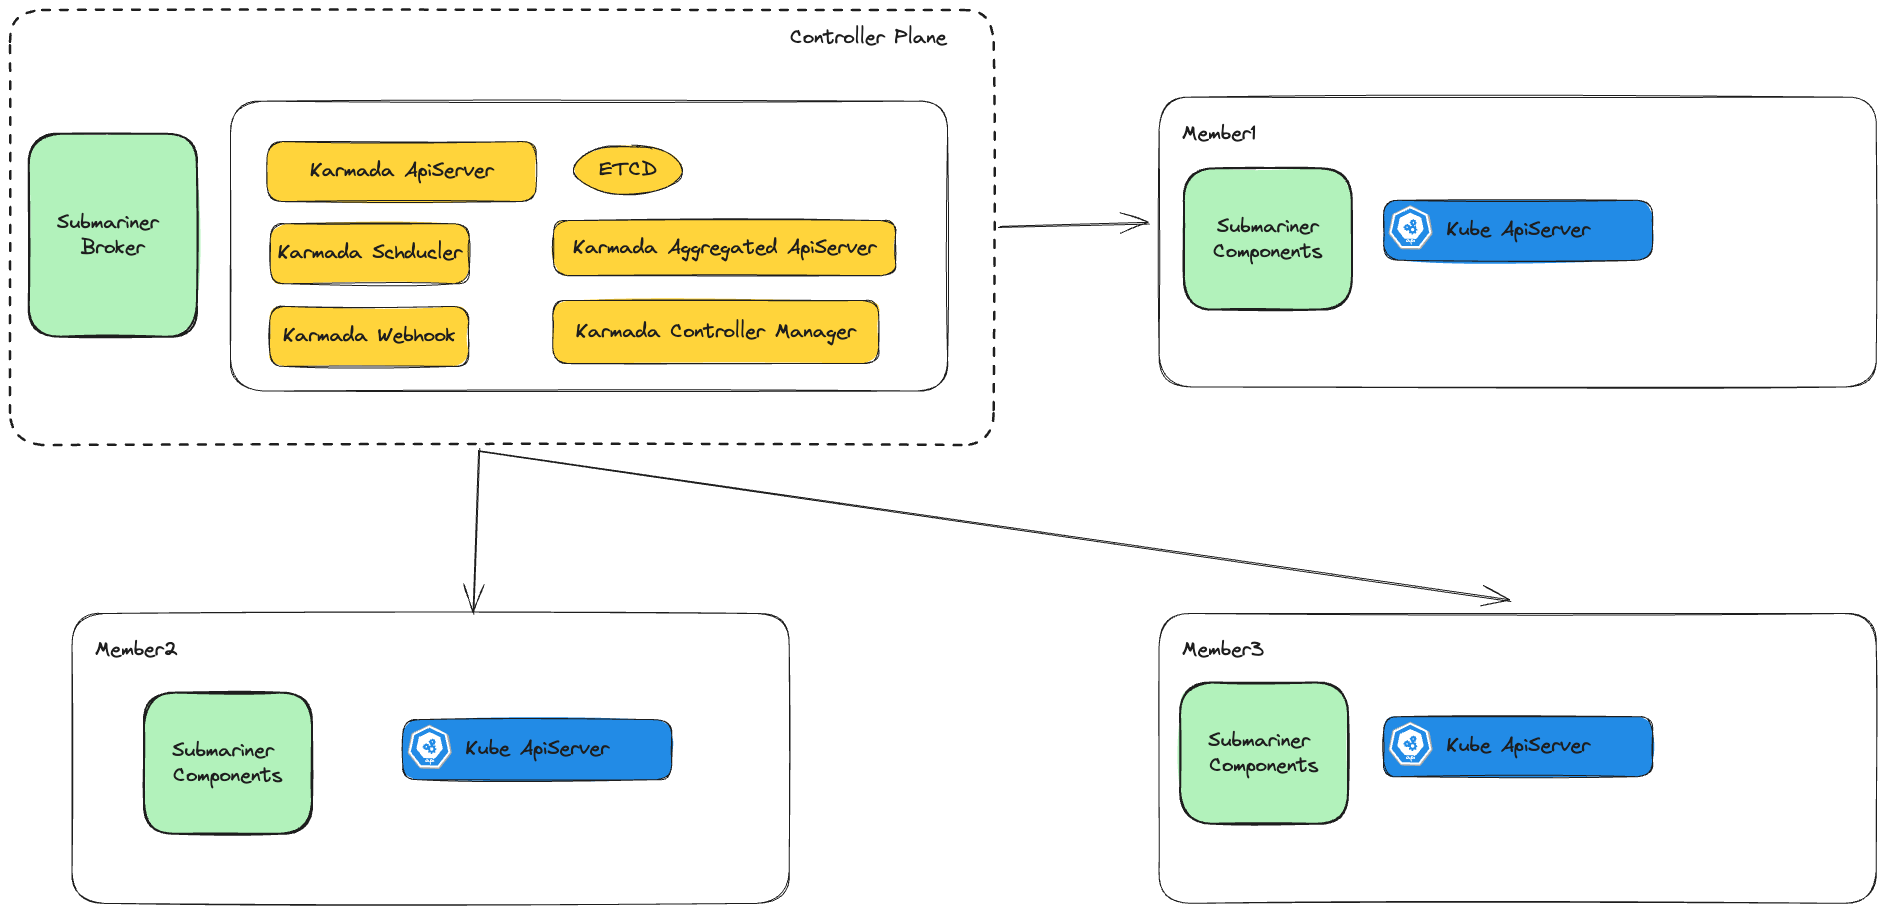 Controller Plane
Submariner
Broker
Karmada ApiServer
ETCD
Karmada Schducler
Karmada Aggregated ApiServer
Karmada Webhook
Karmada Controller Manager
Member1
Submariner
Components
Kube ApiServer
Member2
Submariner
Components
Kube ApiServer
Member3
Submariner
Components
Kube ApiServer